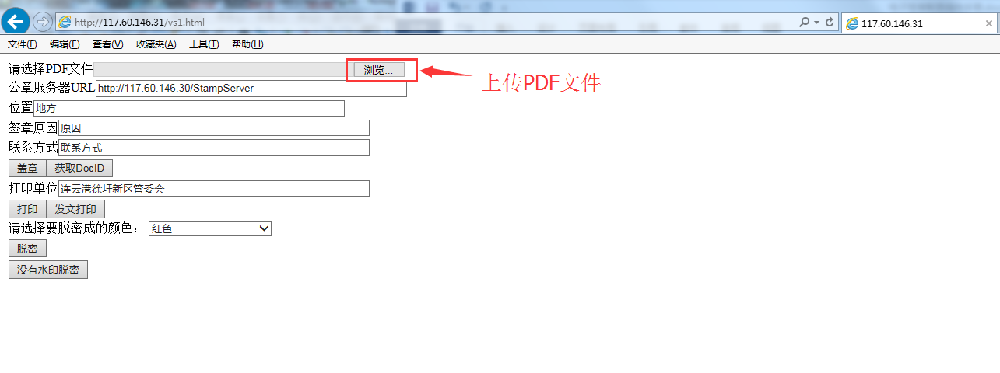 http://117.60.146.31/vs1.html
117.60.146.31
文件(F) 编辑(E) 查看(V) 收藏夹(A) 工具(T) 帮助(H)
请选择PDF文件 浏览...
上传PDF文件
公章服务器URL http://117.60.146.30/StampServer
位置 地方
签章原因 原因
联系方式 联系方式
盖章 获取DocID
打印单位 连云港徐圩新区管委会
打印 发文打印
请选择要脱密成的颜色： 红色
脱密
没有水印脱密